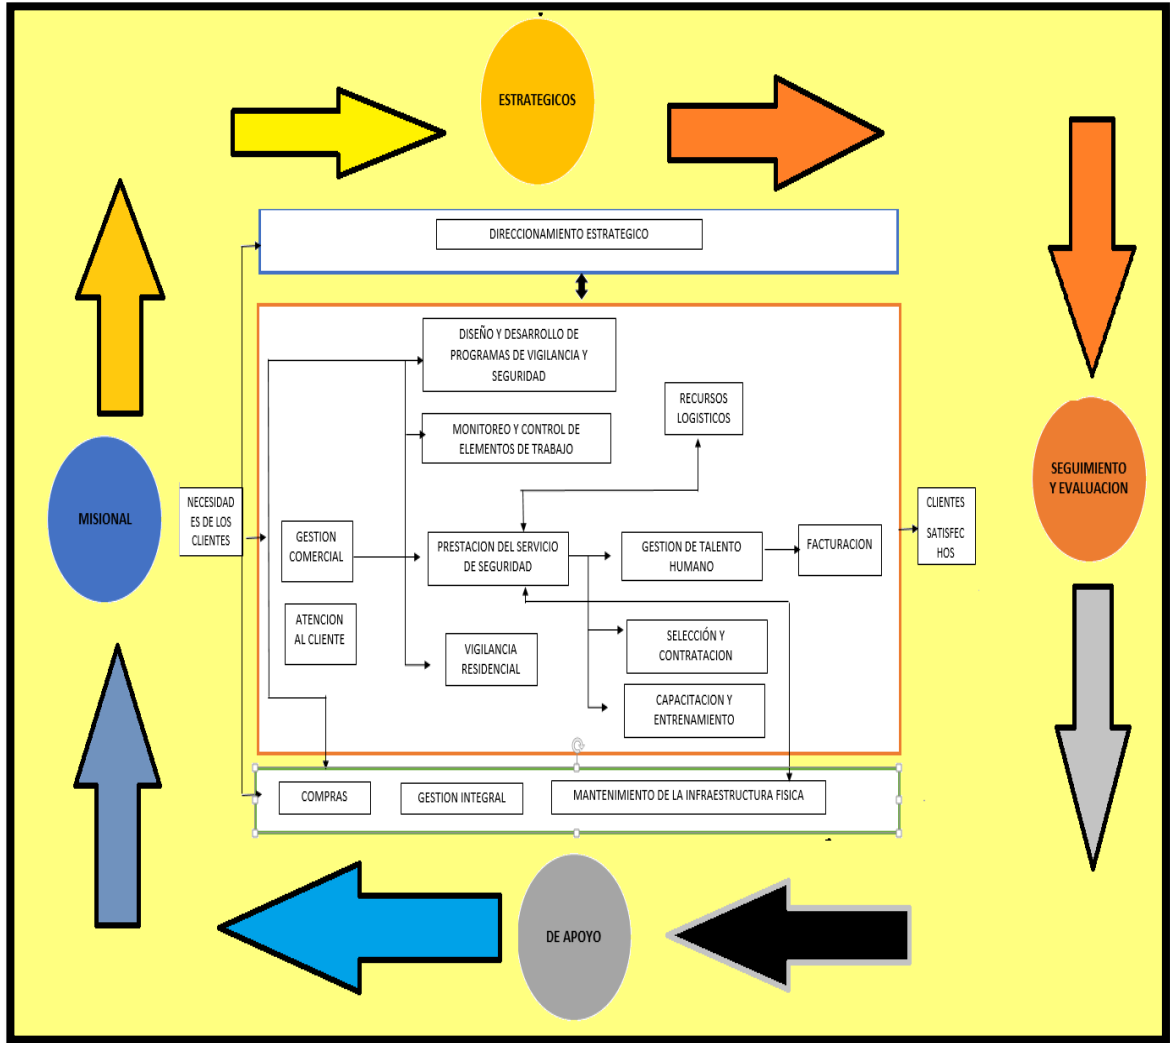 ESTRATEGICOS
DIRECCIONAMIENTO ESTRATEGICO
DISEÑO Y DESARROLLO DE
PROGRAMAS DE VIGILANCIA Y
SEGURIDAD
RECURSOS
LOGISTICOS
MONITOREO Y CONTROL DE
ELEMENTOS DE TRABAJO
MISIONAL
NECESIDAD
ES DE LOS
CLIENTES
GESTION
COMERCIAL
PRESTACION DEL SERVICIO
DE SEGURIDAD
GESTION DE TALENTO
HUMANO
FACTURACION
CLIENTES
SATISFEC
HOS
SEGUIMIENTO
Y EVALUACION
ATENCION
AL CLIENTE
VIGILANCIA
RESIDENCIAL
SELECCIÓN Y
CONTRATACION
CAPACITACION Y
ENTRENAMIENTO
COMPRAS
GESTION INTEGRAL
MANTENIMIENTO DE LA INFRAESTRUCTURA FISICA
DE APOYO